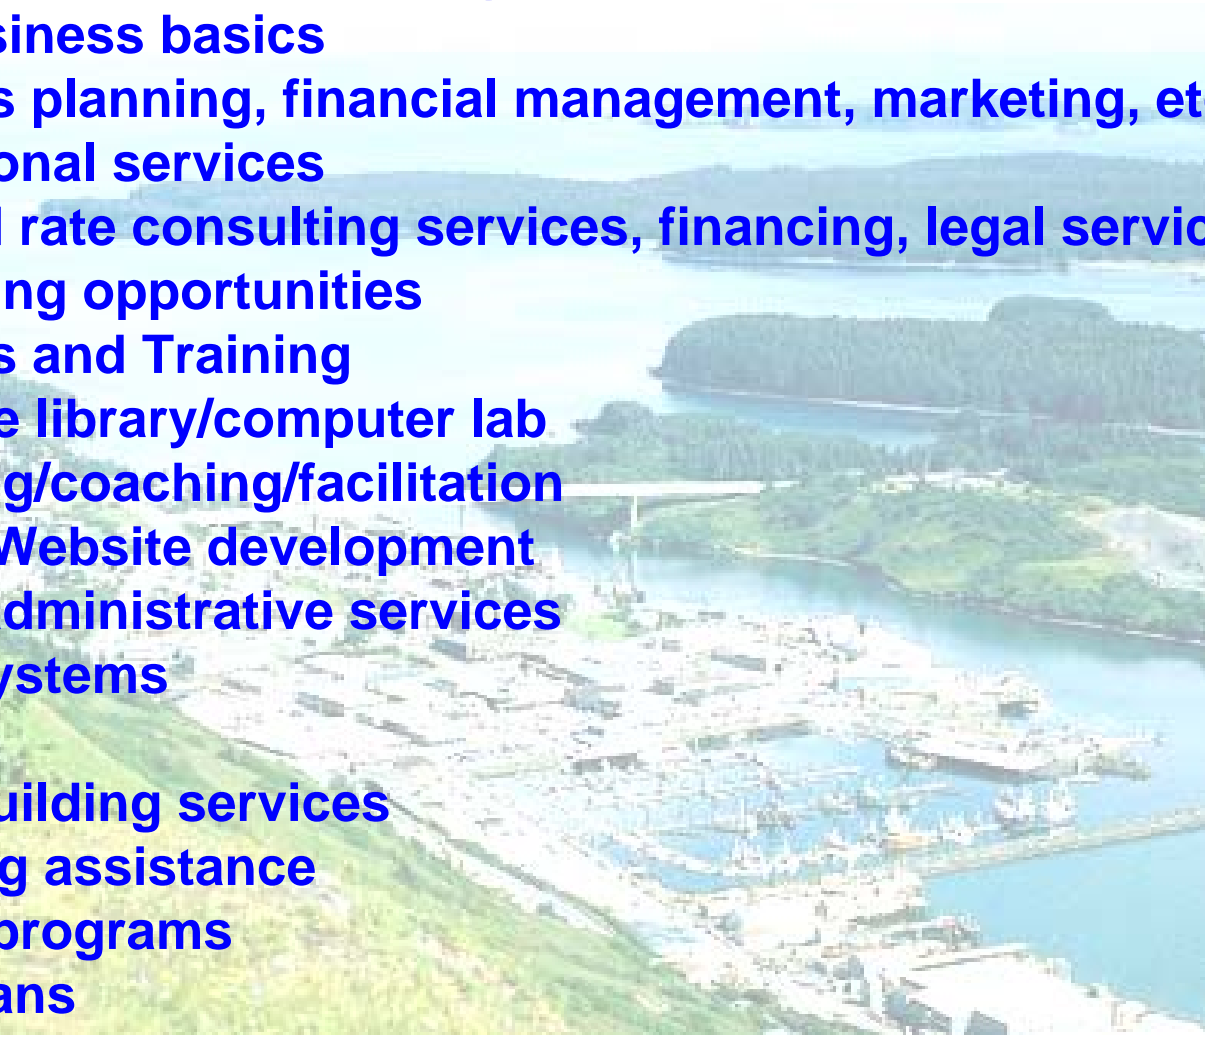 siness basics
s planning, financial management, marketing, et
onal services
rate consulting services, financing, legal servic
ng opportunities
s and Training
e library/computer lab
g/coaching/facilitation
Website development
dministrative services
ystems
uilding services
g assistance
programs
ans